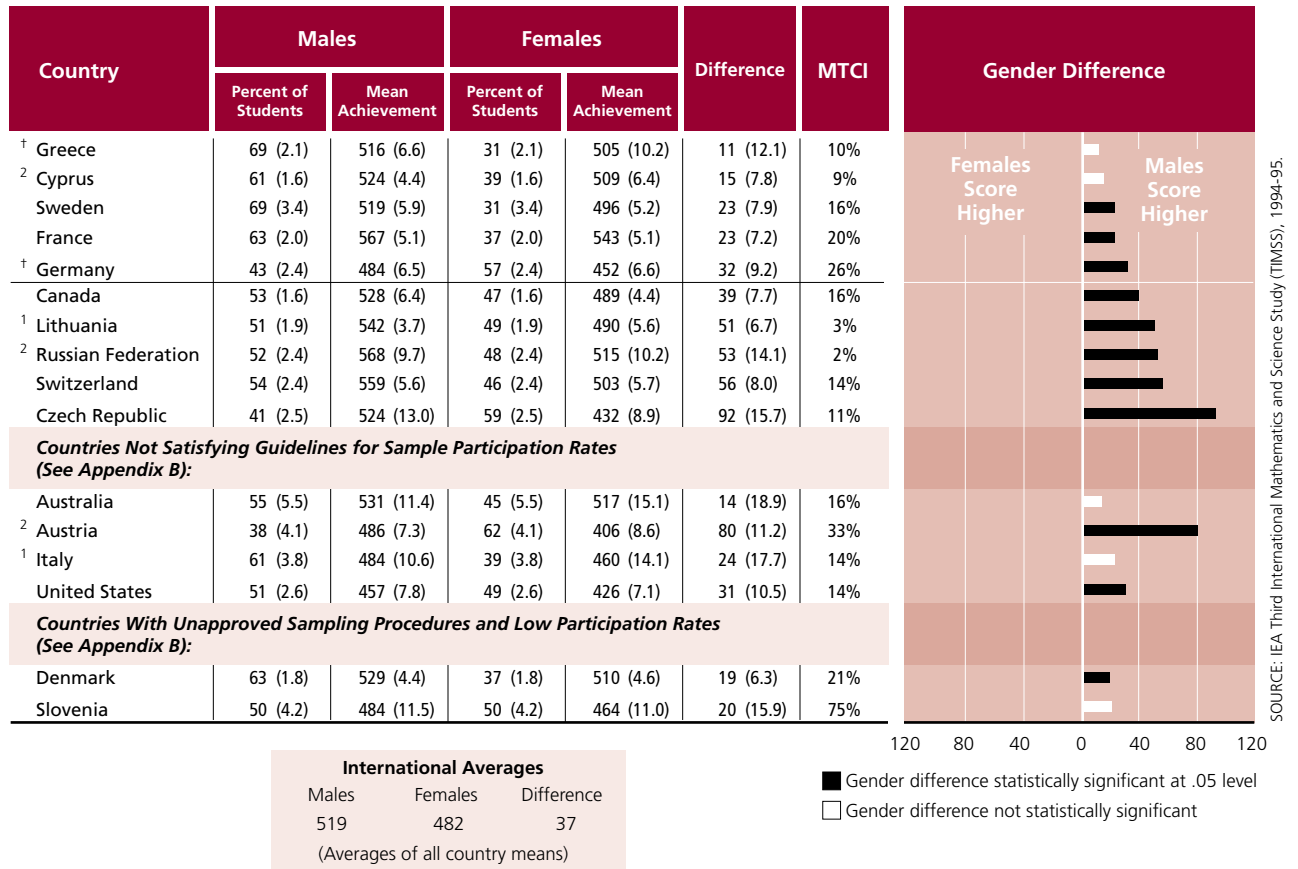 Country Males Females Difference MTCI Gender Difference
Percent of Students Mean Achievement Percent of Students Mean Achievement
† Greece 69 (2.1) 516 (6.6) 31 (2.1) 505 (10.2) 11 (12.1) 10%
2 Cyprus 61 (1.6) 524 (4.4) 39 (1.6) 509 (6.4) 15 (7.8) 9%
Sweden 69 (3.4) 519 (5.9) 31 (3.4) 496 (5.2) 23 (7.9) 16%
France 63 (2.0) 567 (5.1) 37 (2.0) 543 (5.1) 23 (7.2) 20%
† Germany 43 (2.4) 484 (6.5) 57 (2.4) 452 (6.6) 32 (9.2) 26%
Canada 53 (1.6) 528 (6.4) 47 (1.6) 489 (4.4) 39 (7.7) 16%
1 Lithuania 51 (1.9) 542 (3.7) 49 (1.9) 490 (5.6) 51 (6.7) 3%
2 Russian Federation 52 (2.4) 568 (9.7) 48 (2.4) 515 (10.2) 53 (14.1) 2%
Switzerland 54 (2.4) 559 (5.6) 46 (2.4) 503 (5.7) 56 (8.0) 14%
Czech Republic 41 (2.5) 524 (13.0) 59 (2.5) 432 (8.9) 92 (15.7) 11%
Countries Not Satisfying Guidelines for Sample Participation Rates
(See Appendix B):
Australia 55 (5.5) 531 (11.4) 45 (5.5) 517 (15.1) 14 (18.9) 16%
2 Austria 38 (4.1) 486 (7.3) 62 (4.1) 406 (8.6) 80 (11.2) 33%
1 Italy 61 (3.8) 484 (10.6) 39 (3.8) 460 (14.1) 24 (17.7) 14%
United States 51 (2.6) 457 (7.8) 49 (2.6) 426 (7.1) 31 (10.5) 14%
Countries With Unapproved Sampling Procedures and Low Participation Rates
(See Appendix B):
Denmark 63 (1.8) 529 (4.4) 37 (1.8) 510 (4.6) 19 (6.3) 21%
Slovenia 50 (4.2) 484 (11.5) 50 (4.2) 464 (11.0) 20 (15.9) 75%
Females
Score
Higher
Males
Score
Higher
120 80 40 0 40 80 120
Gender difference statistically significant at .05 level
Gender difference not statistically significant
International Averages
Males Females Difference
519 482 37
(Averages of all country means)
SOURCE: IEA Third International Mathematics and Science Study (TIMSS), 1994-95.